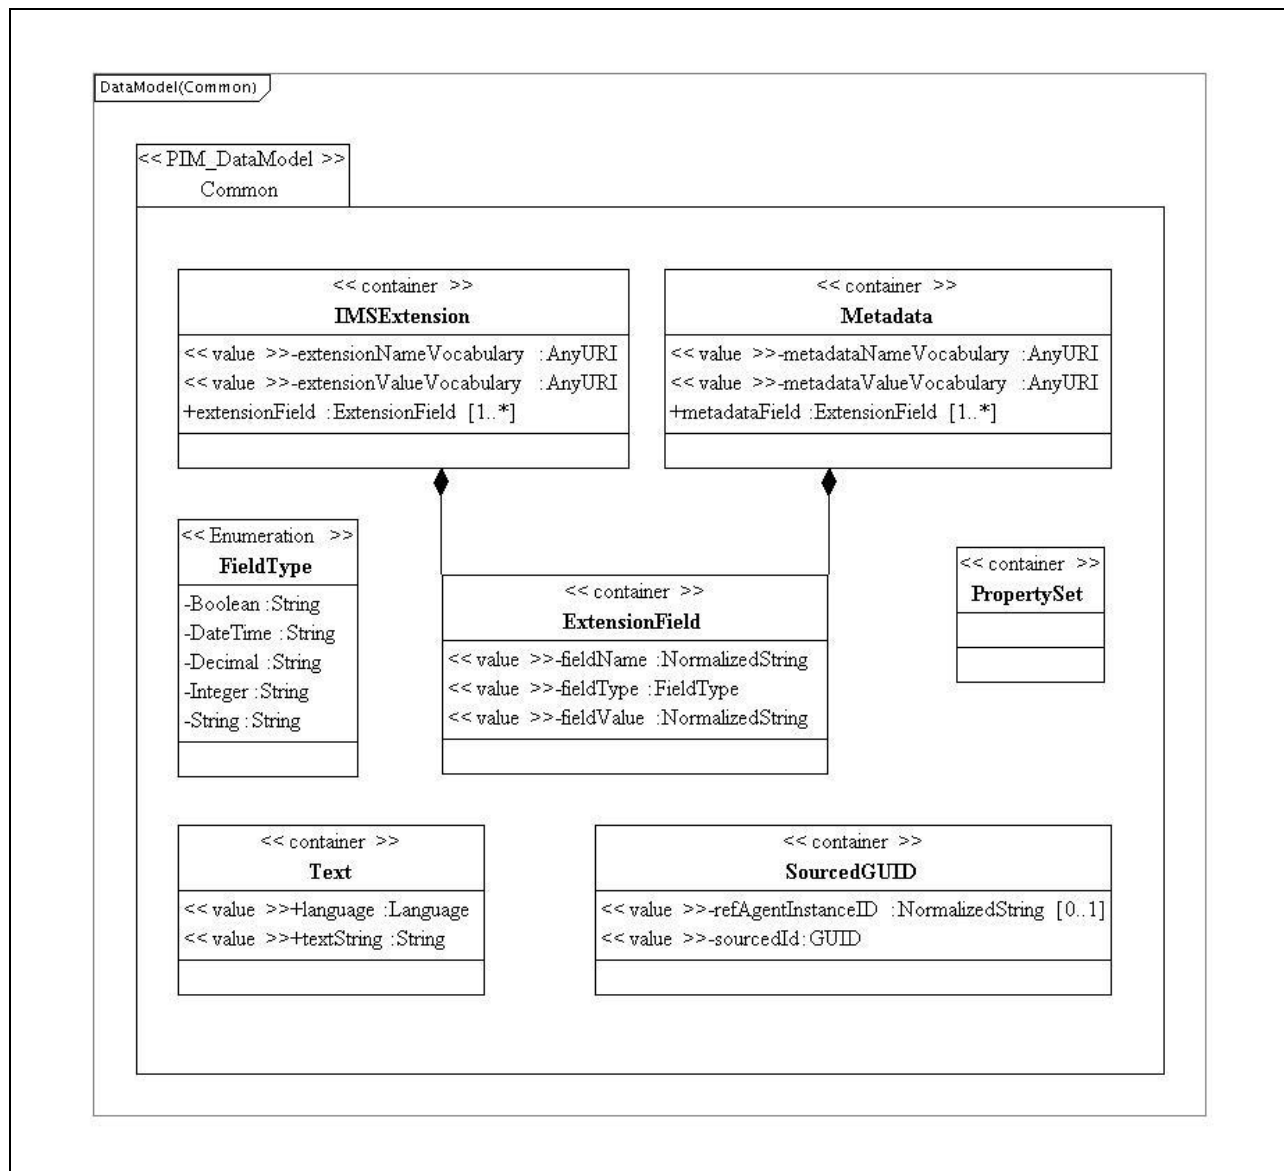 DataModel(Common)
<< PIM_DataModel >>
Common
<< container >>
IMSExtension
<< value >>-extensionNameVocabulary :AnyURI
<< value >>-extensionValueVocabulary :AnyURI
+extensionField :ExtensionField [1..*]
<< container >>
Metadata
<< value >>-metadataNameVocabulary :AnyURI
<< value >>-metadataValueVocabulary :AnyURI
+metadataField :ExtensionField [1..*]
<< Enumeration >>
FieldType
-Boolean :String
-DateTime :String
-Decimal :String
-Integer :String
-String :String
<< container >>
ExtensionField
<< value >>-fieldName :NormalizedString
<< value >>-fieldType :FieldType
<< value >>-fieldValue :NormalizedString
<< container >>
PropertySet
<< container >>
Text
<< value >>+language :Language
<< value >>+textString :String
<< container >>
SourcedGUID
<< value >>-refAgentInstanceID :NormalizedString [0..1]
<< value >>-sourcedId:GUID